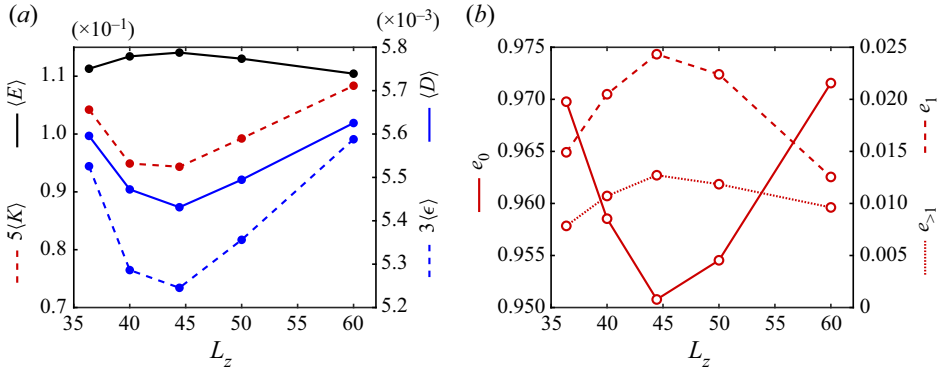 (a)
(×10⁻¹)
(×10⁻³)
1.1
1.0
0.9
0.8
0.7
5.8
5.7
5.6
5.5
5.4
5.3
5.2
35 40 45 50 55 60
L_z
⟨E⟩
5⟨K⟩
⟨D⟩
3⟨ϵ⟩
(b)
0.975
0.970
0.965
0.960
0.955
0.950
0.025
0.020
0.015
0.010
0.005
0
35 40 45 50 55 60
L_z
e_0
e_1
e_{>1}